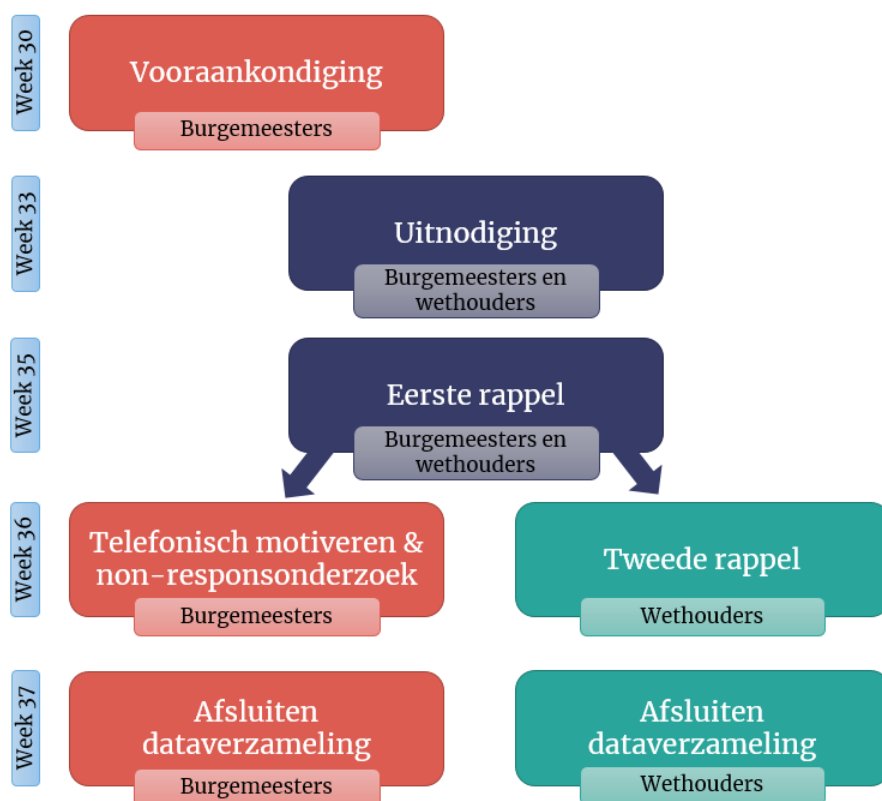 Week 30
Vooraankondiging
Burgemeesters
Week 33
Uitnodiging
Burgemeesters en
wethouders
Week 35
Eerste rappel
Burgemeesters en
wethouders
Week 36
Telefonisch motiveren &
non-responsonderzoek
Burgemeesters
Tweede rappel
Wethouders
Week 37
Afsluiten
dataverzameling
Burgemeesters
Afsluiten
dataverzameling
Wethouders